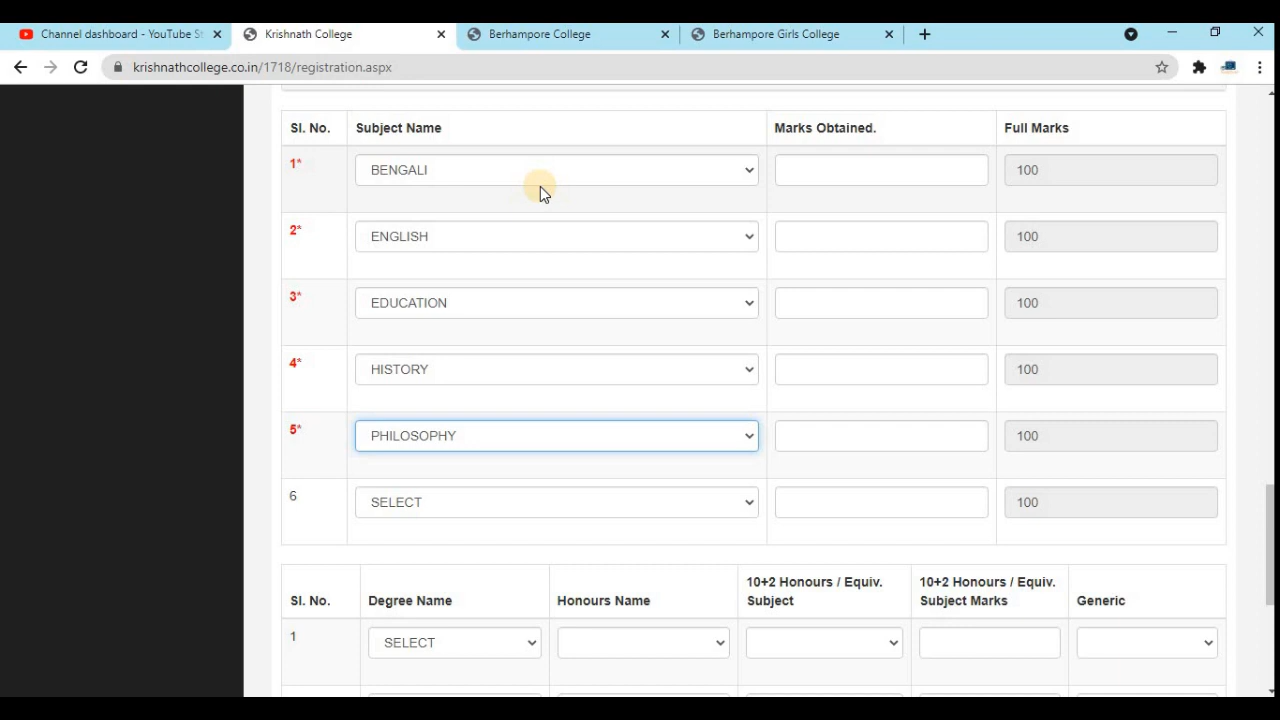 Channel dashboard - YouTube St
Krishnath College
Berhampore College
Berhampore Girls College
krishnathcollege.co.in/1718/registration.aspx
Sl. No. Subject Name Marks Obtained. Full Marks
1* BENGALI 100
2* ENGLISH 100
3* EDUCATION 100
4* HISTORY 100
5* PHILOSOPHY 100
6 SELECT 100
Sl. No. Degree Name Honours Name 10+2 Honours / Equiv. Subject 10+2 Honours / Equiv. Subject Marks Generic
1 SELECT